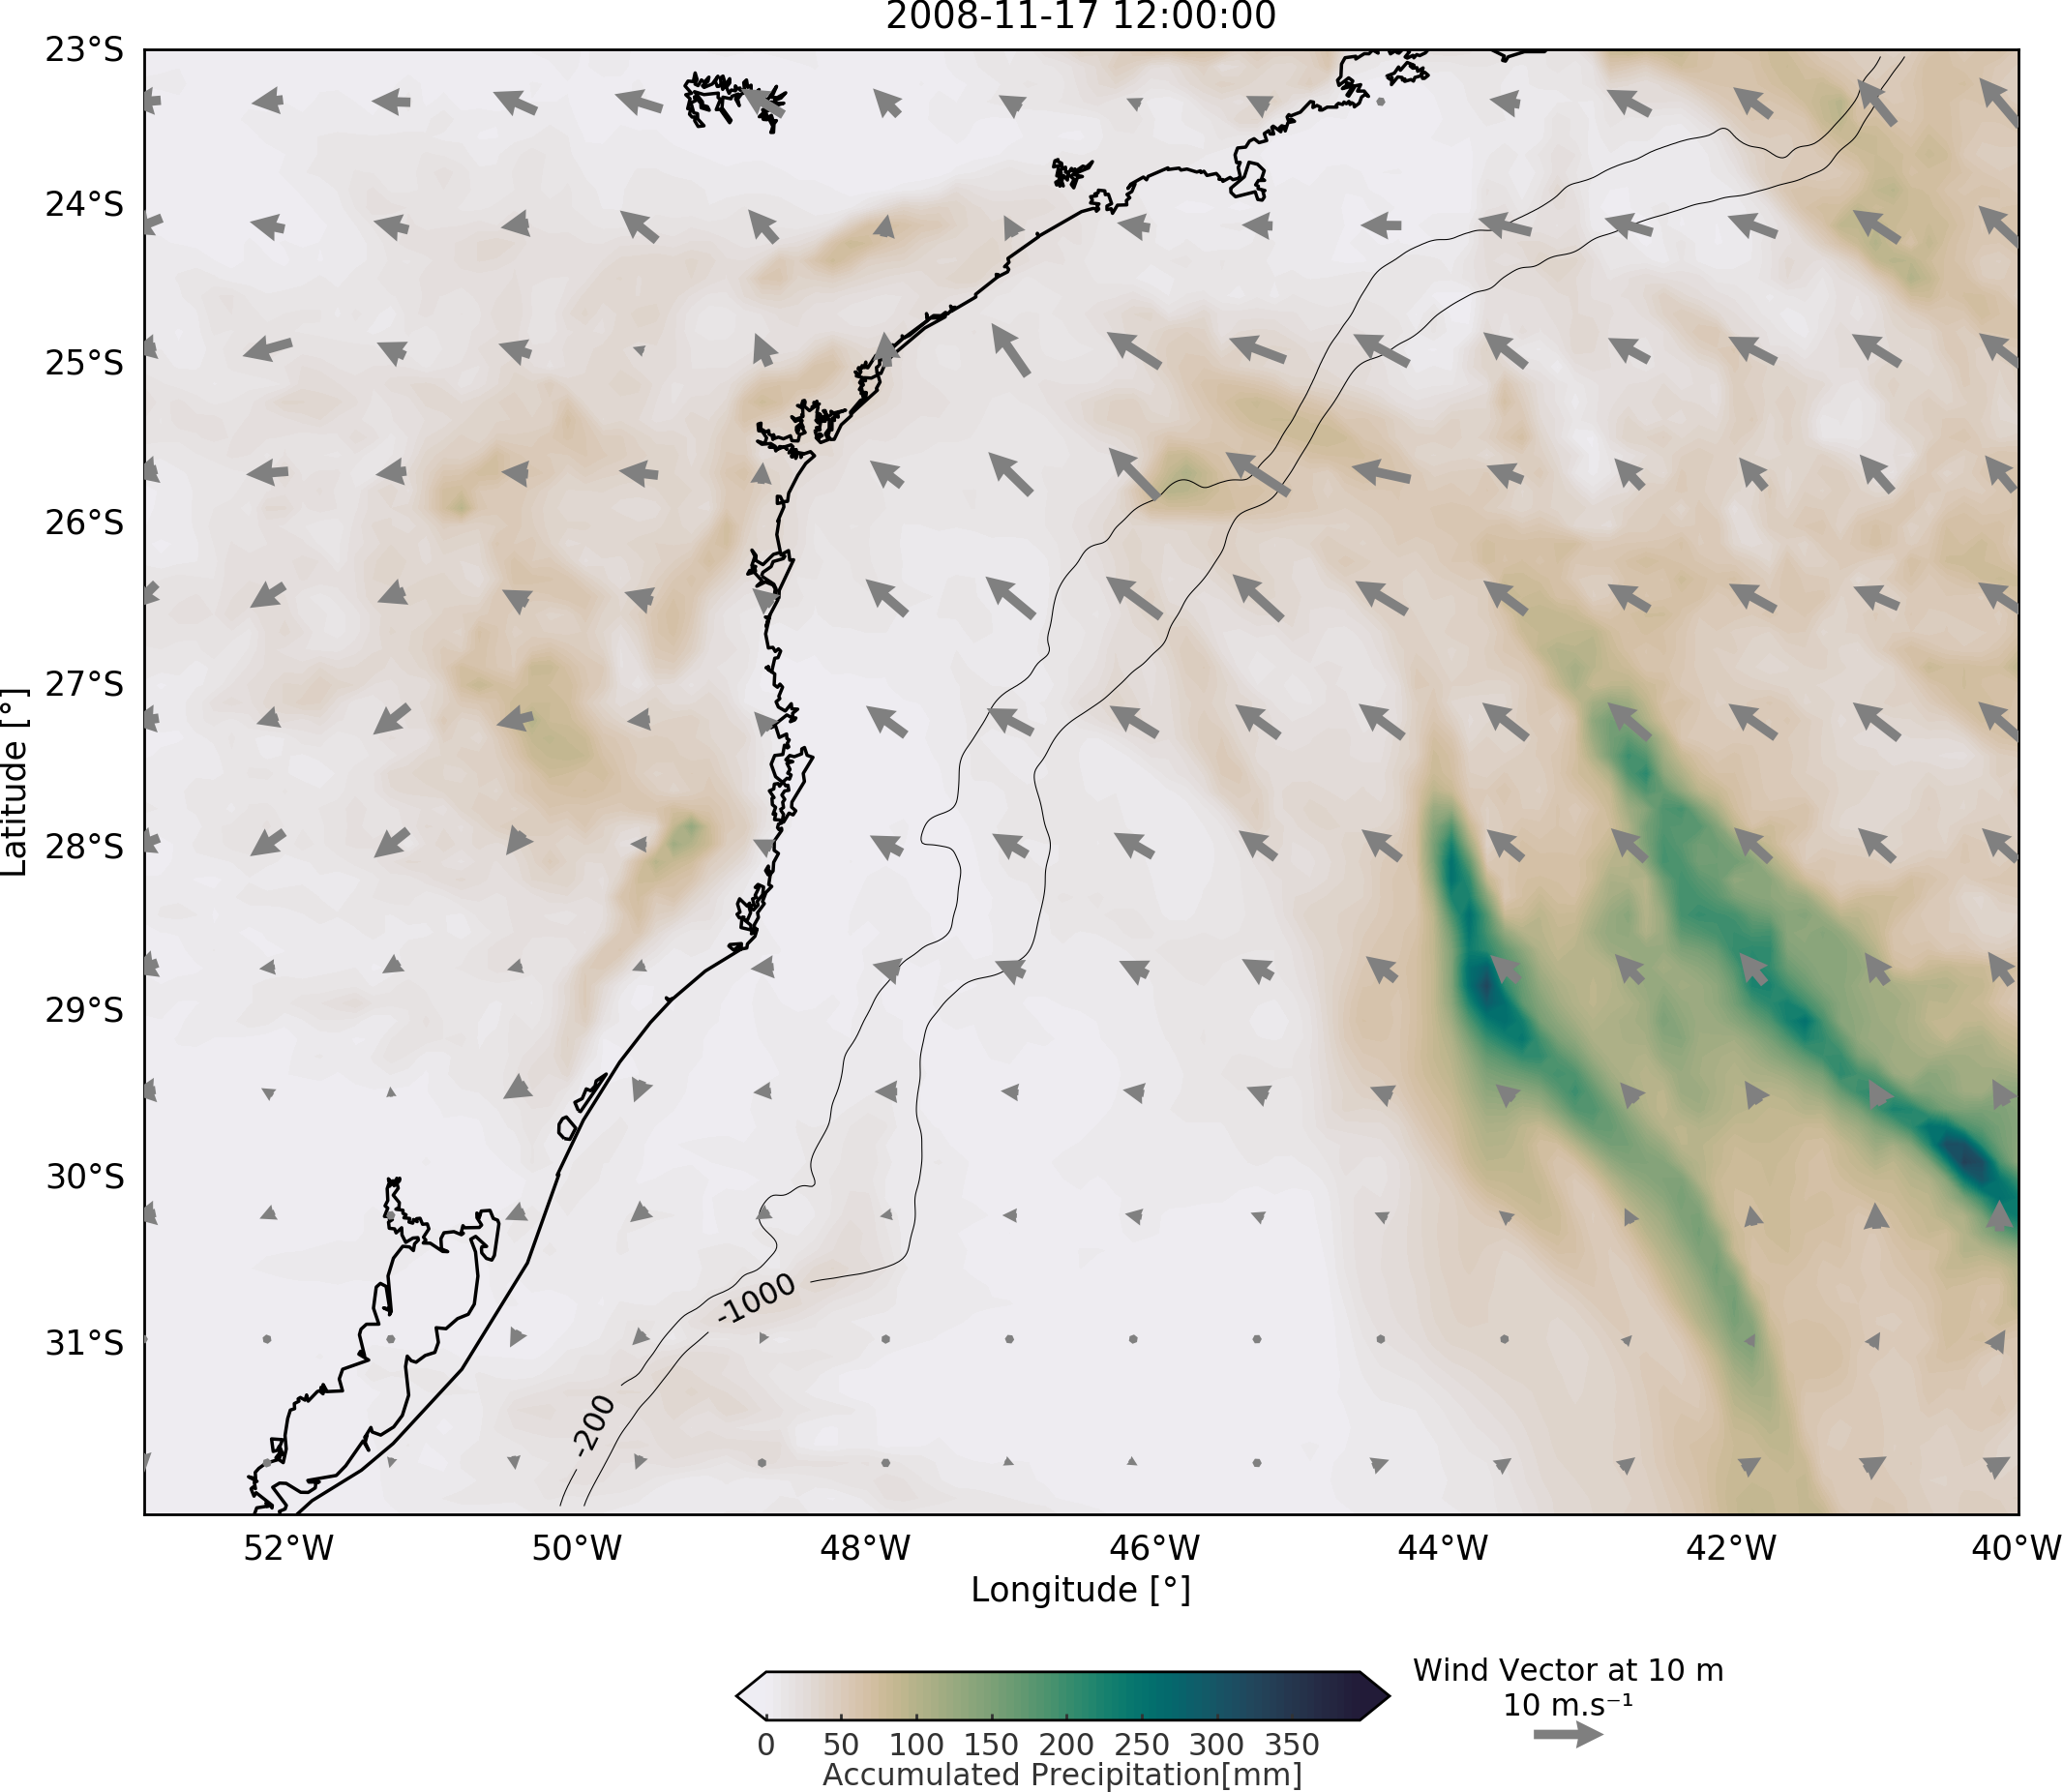 2008-11-17 12:00:00
23°S
24°S
25°S
26°S
27°S
28°S
29°S
30°S
31°S
Latitude [°]
-1000
-200
52°W 50°W 48°W 46°W 44°W 42°W 40°W
Longitude [°]
Wind Vector at 10 m
10 m.s⁻¹
0 50 100 150 200 250 300 350
Accumulated Precipitation[mm]